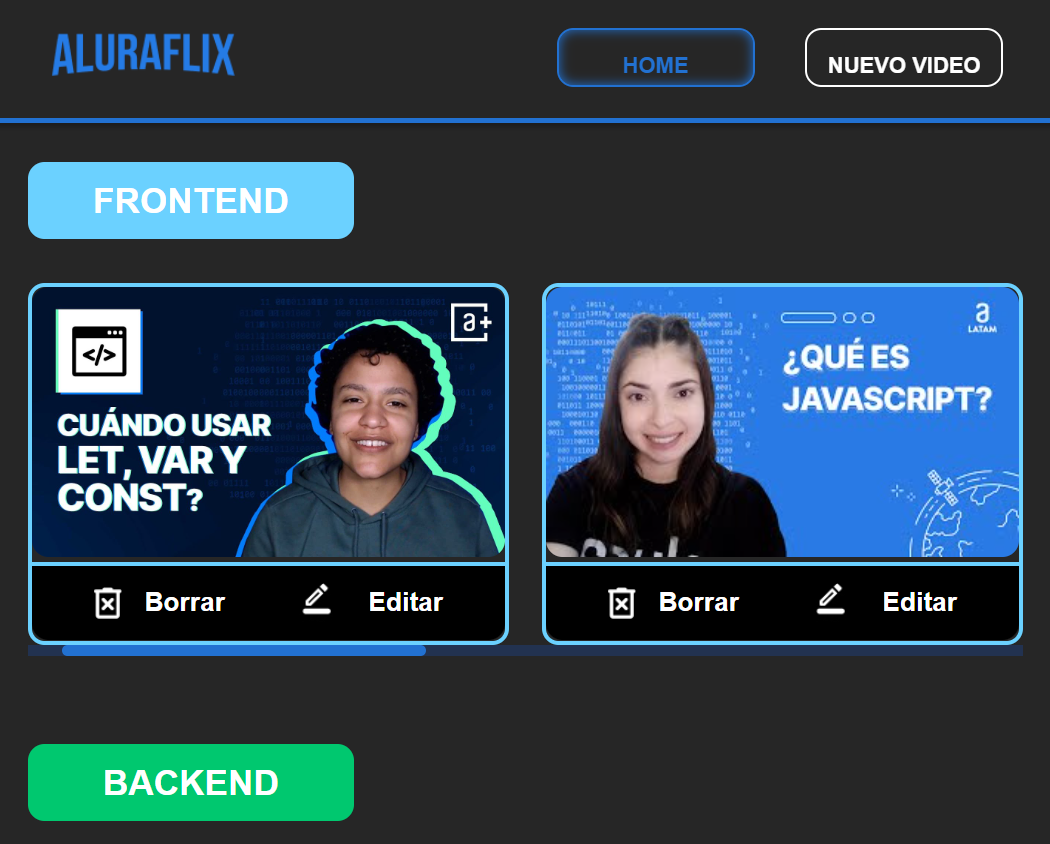 ALURAFLIX
HOME
NUEVO VIDEO
FRONTEND
a+
</>
CUÁNDO USAR
LET, VAR Y
CONST?
a
LATAM
¿QUÉ ES
JAVASCRIPT?
Borrar
Editar
Borrar
Editar
BACKEND